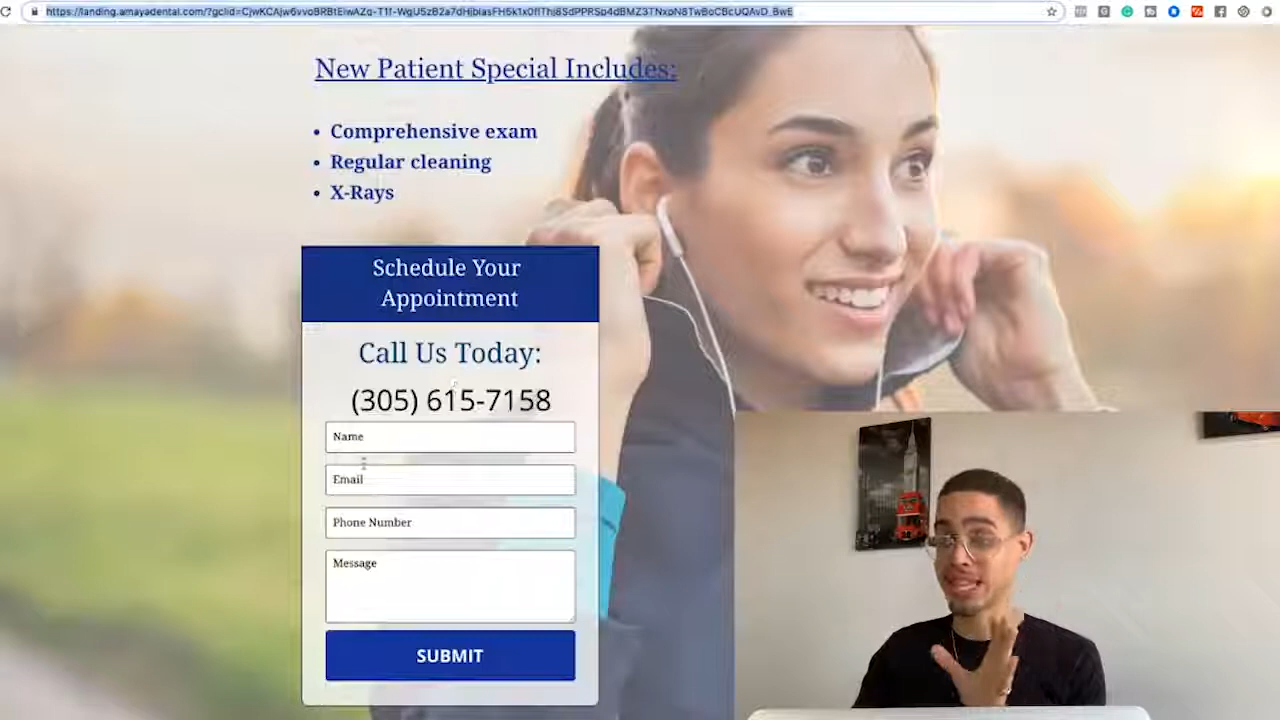 New Patient Special Includes:
• Comprehensive exam
• Regular cleaning
• X-Rays
Schedule Your
Appointment
Call Us Today:
(305) 615-7158
Name
Email
Phone Number
Message
SUBMIT